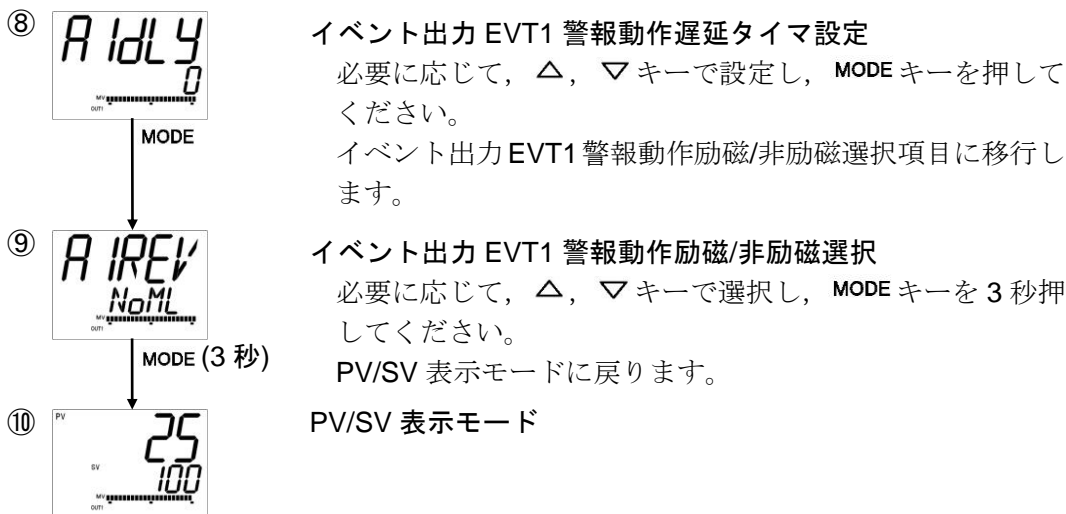 ⑧
A1dLY
0
MV
OUT1
MODE
イベント出力 EVT1 警報動作遅延タイマ設定
必要に応じて，△，▽ キーで設定し，MODE キーを押して
ください。
イベント出力 EVT1 警報動作励磁/非励磁選択項目に移行し
ます。
⑨
A1REV
NoML
MV
OUT1
MODE (3 秒)
イベント出力 EVT1 警報動作励磁/非励磁選択
必要に応じて，△，▽ キーで選択し，MODE キーを 3 秒押
してください。
PV/SV 表示モードに戻ります。
⑩
PV
25
SV
100
MV
OUT1
PV/SV 表示モード